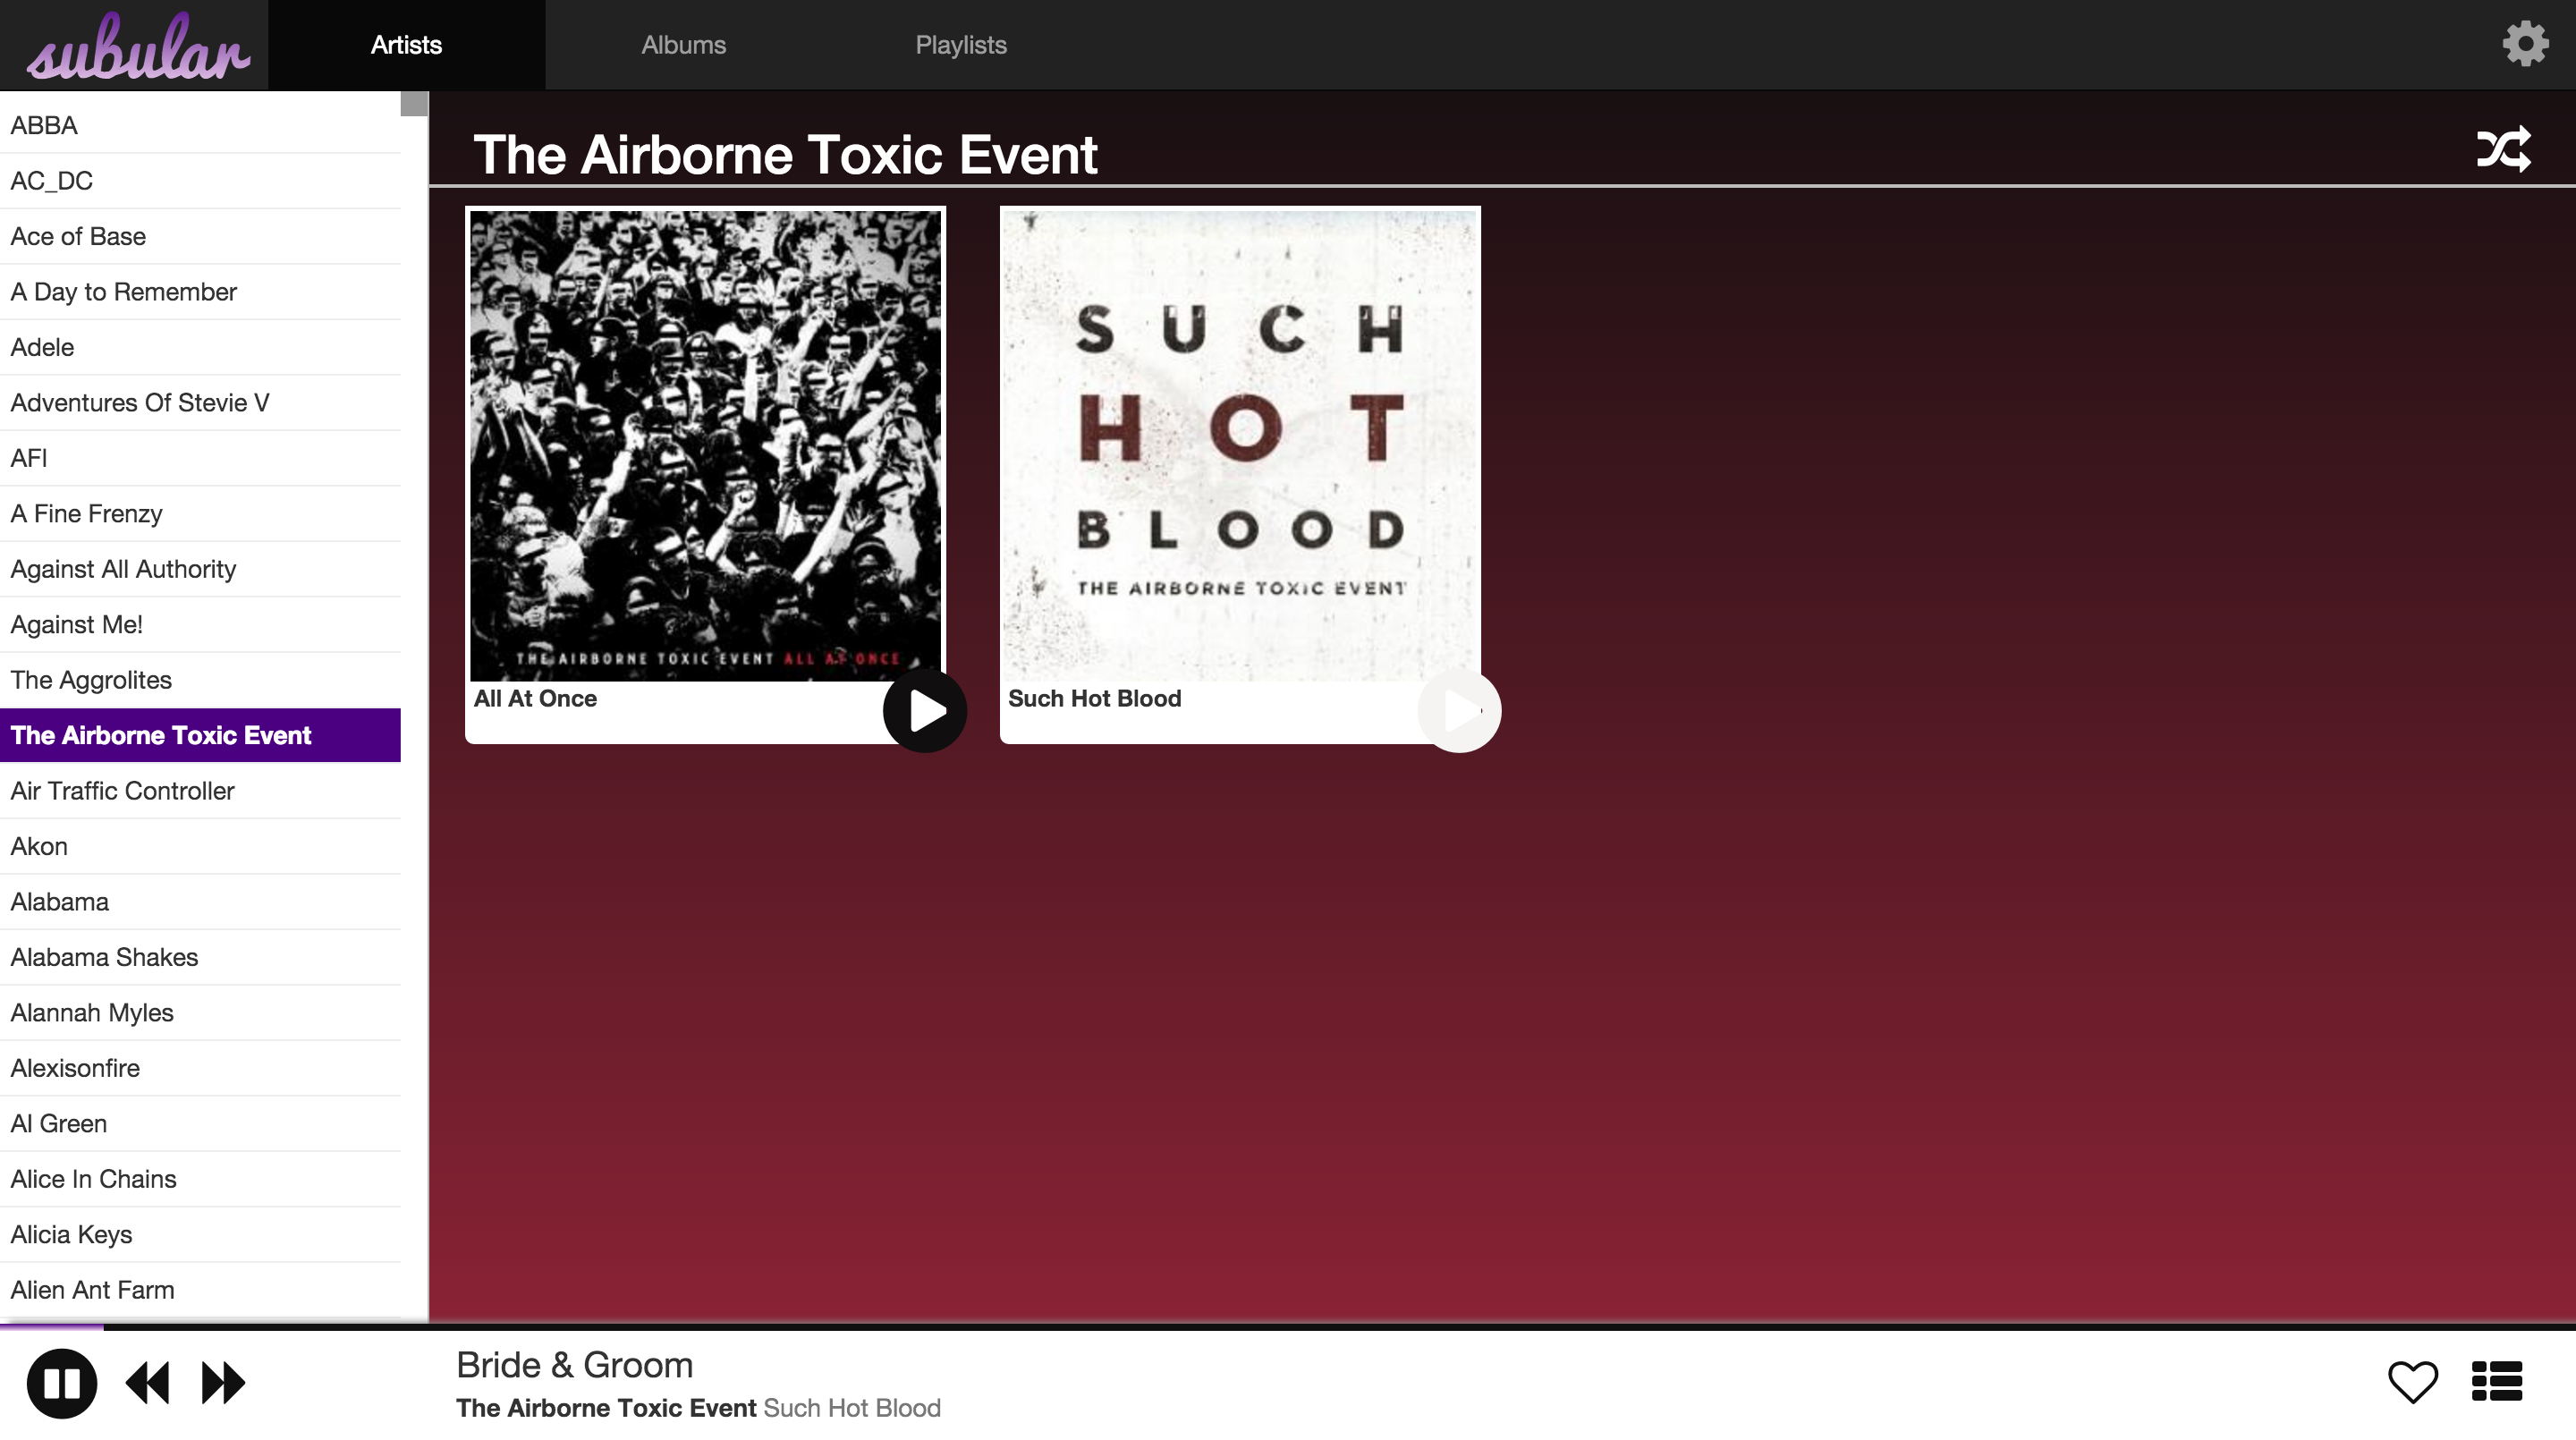 subular
Artists
Albums
Playlists
ABBA
AC_DC
Ace of Base
A Day to Remember
Adele
Adventures Of Stevie V
AFI
A Fine Frenzy
Against All Authority
Against Me!
The Aggrolites
The Airborne Toxic Event
Air Traffic Controller
Akon
Alabama
Alabama Shakes
Alannah Myles
Alexisonfire
Al Green
Alice In Chains
Alicia Keys
Alien Ant Farm
The Airborne Toxic Event
THE AIRBORNE TOXIC EVENT ALL AT ONCE
All At Once
SUCH
HOT
BLOOD
THE AIRBORNE TOXIC EVENT
Such Hot Blood
Bride & Groom
The Airborne Toxic Event Such Hot Blood